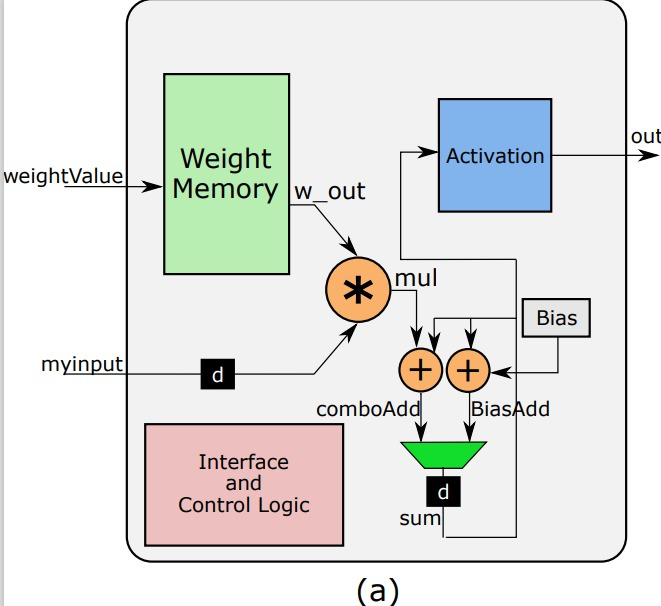 weightValue
Weight
Memory
w_out
Activation
out
*
mul
Bias
myinput
d
+
+
comboAdd
BiasAdd
Interface
and
Control Logic
d
sum
(a)